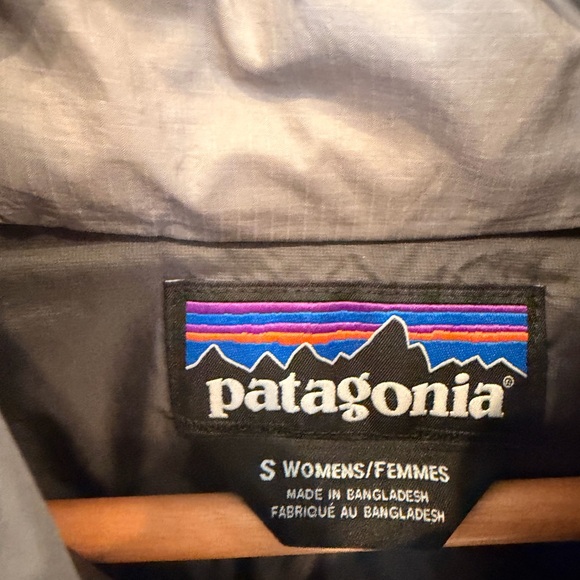 patagonia®
S WOMENS/FEMMES
MADE IN BANGLADESH
FABRIQUÉ AU BANGLADESH